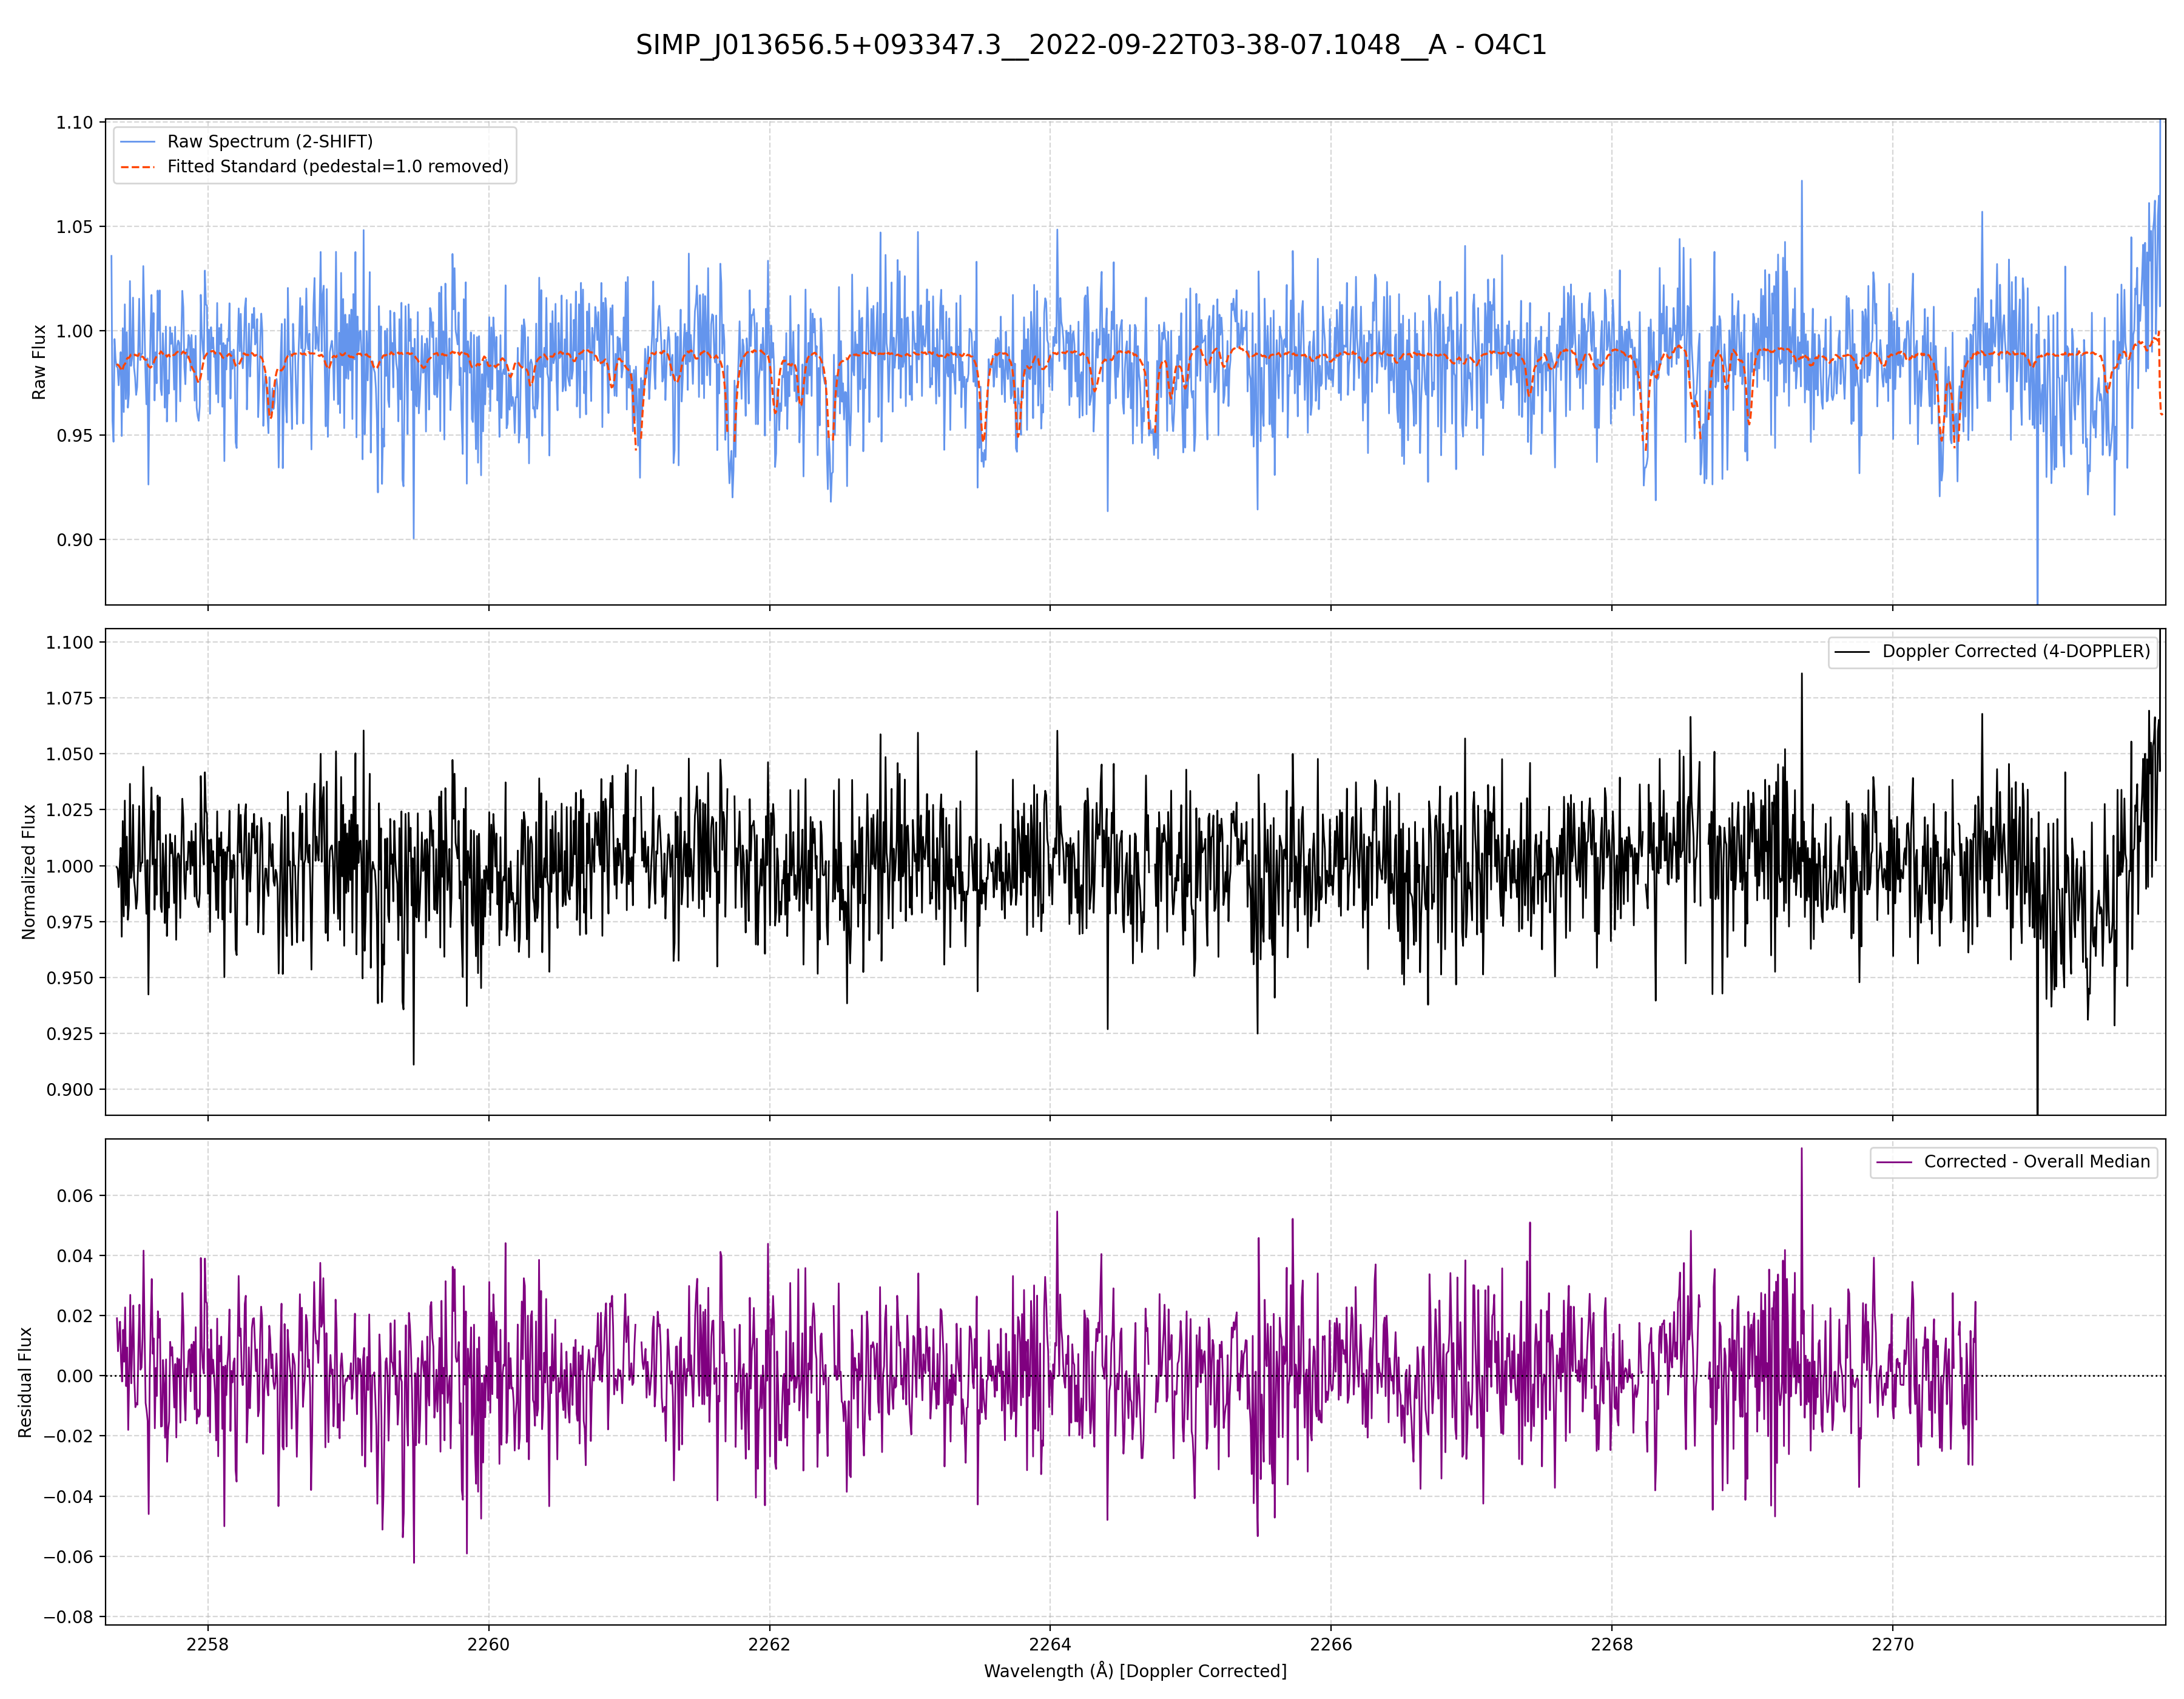 SIMP_J013656.5+093347.3__2022-09-22T03-38-07.1048__A - O4C1
Raw Spectrum (2-SHIFT)
Fitted Standard (pedestal=1.0 removed)
Raw Flux
1.10
1.05
1.00
0.95
0.90
Doppler Corrected (4-DOPPLER)
Normalized Flux
1.100
1.075
1.050
1.025
1.000
0.975
0.950
0.925
0.900
Corrected - Overall Median
Residual Flux
0.06
0.04
0.02
0.00
−0.02
−0.04
−0.06
−0.08
2258 2260 2262 2264 2266 2268 2270
Wavelength (Å) [Doppler Corrected]